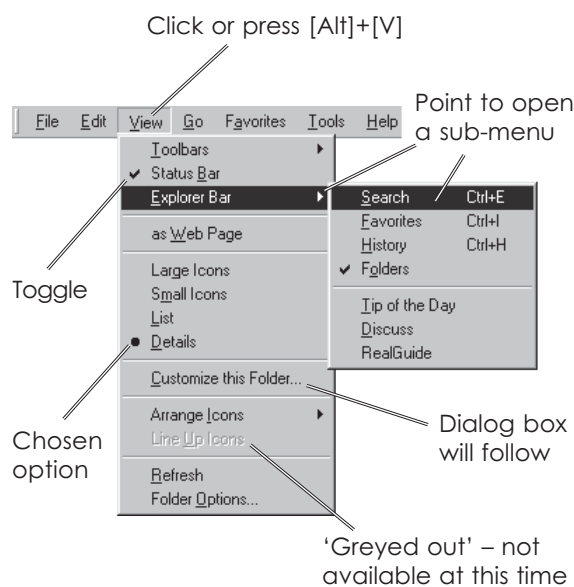 Click or press [Alt]+[V]
File Edit View Go Favorites Tools Help
Point to open
a sub-menu
Toolbars
Status Bar
Explorer Bar
as Web Page
Large Icons
Small Icons
List
Details
Customize this Folder...
Arrange Icons
Line Up Icons
Refresh
Folder Options...
Search Ctrl+E
Favorites Ctrl+I
History Ctrl+H
Folders
Tip of the Day
Discuss
RealGuide
Toggle
Chosen
option
Dialog box
will follow
‘Greyed out’ – not
available at this time